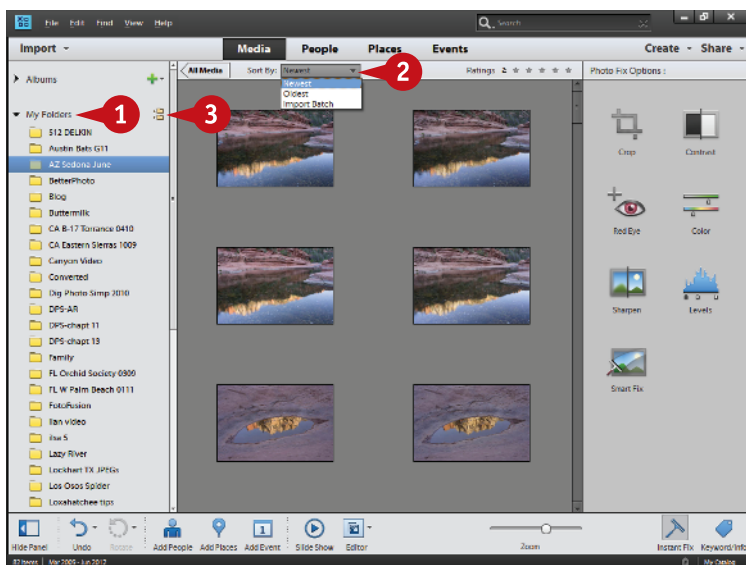 File Edit Find View Help
Search
Import
Media People Places Events
Create Share
Albums
All Media
Sort By: Newest
2
Ratings ≥
Photo Fix Options :
Newest
Oldest
Import Batch
My Folders
1
3
512 DELKIN
Austin Bats G11
AZ Sedona June
BetterPhoto
Blog
Buttermilk
CA B-17 Torrance 0410
CA Eastern Sierras 1009
Canyon Video
Converted
Dig Photo Simp 2010
DPS-AR
DPS-chapt 11
DPS-chapt 13
Family
FL Orchid Society 0309
FL W Palm Beach 0111
FotoFusion
Ilan video
ilsa 5
Lazy River
Lockhart TX JPEGs
Los Osos Spider
Loxahatchee tips
Crop
Contrast
Red Eye
Color
Sharpen
Levels
Smart Fix
Hide Panel
Undo
Rotate
Add People
Add Places
1
Add Event
Slide Show
Editor
Zoom
Instant Fix
Keyword/Info
82 Items Mar 2009 - Jun 2012
My Catalog